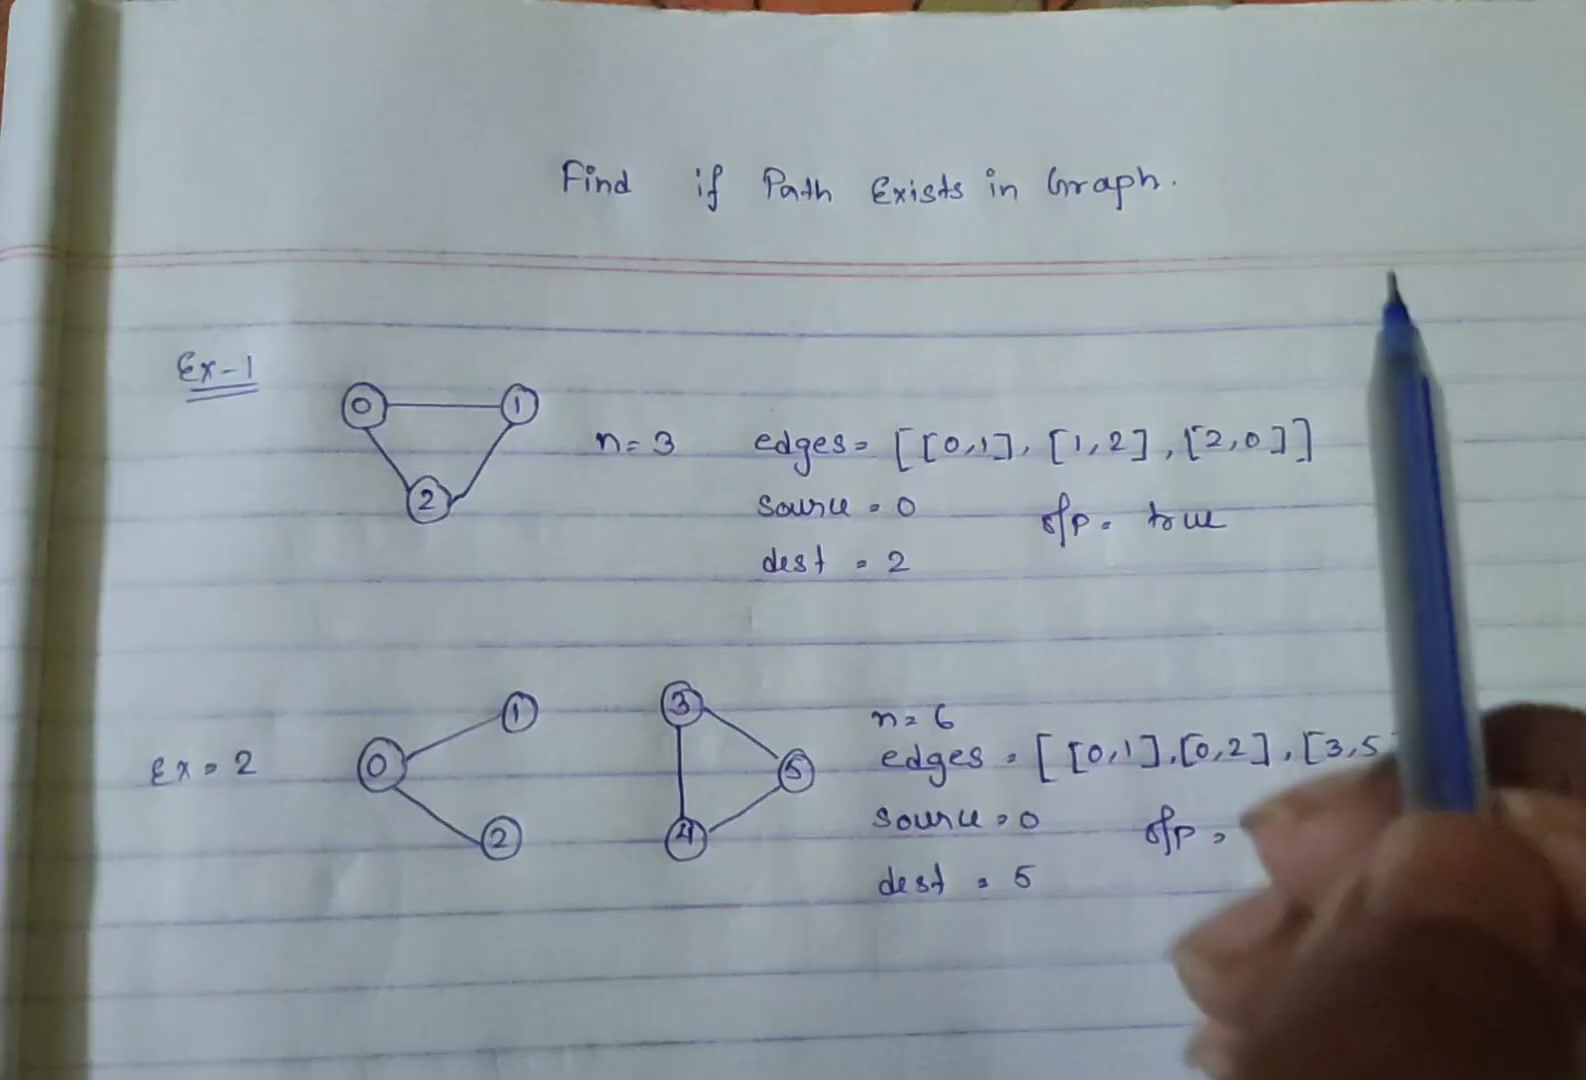 Find if Path Exists in Graph.
Ex-1
0 1
2
n=3 edges= [[0,1], [1,2], [2,0]]
source = 0 o/p = true
dest = 2
Ex=2
0 1 2
3 5 4
n=6
edges = [[0,1],[0,2],[3,5
source = 0 o/p =
dest = 5